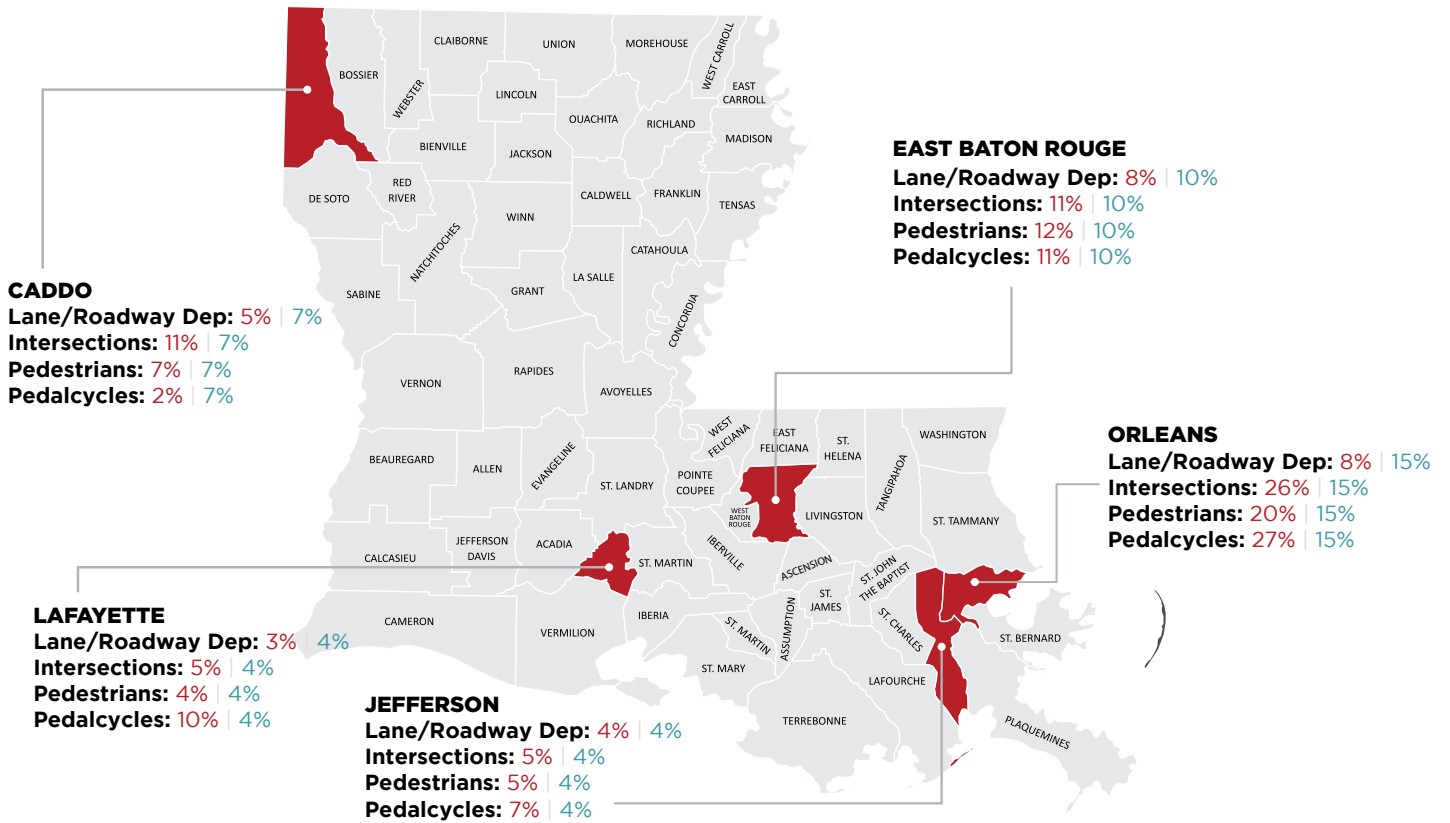 CLAIBORNE
UNION
MOREHOUSE
WEST CARROLL
EAST
CARROLL
BOSSIER
WEBSTER
LINCOLN
OUACHITA
RICHLAND
MADISON
BIENVILLE
JACKSON
DE SOTO
RED
RIVER
CALDWELL
FRANKLIN
TENSAS
WINN
NATCHITOCHES
CATAHOULA
SABINE
GRANT
LA SALLE
CONCORDIA
VERNON
RAPIDES
AVOYELLES
EAST BATON ROUGE
Lane/Roadway Dep: 8% | 10%
Intersections: 11% | 10%
Pedestrians: 12% | 10%
Pedalcycles: 11% | 10%
CADDO
Lane/Roadway Dep: 5% | 7%
Intersections: 11% | 7%
Pedestrians: 7% | 7%
Pedalcycles: 2% | 7%
WEST
FELICIANA
EAST
FELICIANA
ST.
HELENA
WASHINGTON
TANGIPAHOA
BEAUREGARD
ALLEN
EVANGELINE
ST. LANDRY
POINTE
COUPEE
WEST
BATON
ROUGE
LIVINGSTON
ST. TAMMANY
ORLEANS
Lane/Roadway Dep: 8% | 15%
Intersections: 26% | 15%
Pedestrians: 20% | 15%
Pedalcycles: 27% | 15%
CALCASIEU
JEFFERSON
DAVIS
ACADIA
ST. MARTIN
IBERVILLE
ASCENSION
ST. JOHN
THE BAPTIST
ST.
JAMES
ST. CHARLES
ASSUMPTION
CAMERON
VERMILION
IBERIA
ST. MARTIN
ST. MARY
TERREBONNE
LAFOURCHE
ST. BERNARD
PLAQUEMINES
LAFAYETTE
Lane/Roadway Dep: 3% | 4%
Intersections: 5% | 4%
Pedestrians: 4% | 4%
Pedalcycles: 10% | 4%
JEFFERSON
Lane/Roadway Dep: 4% | 4%
Intersections: 5% | 4%
Pedestrians: 5% | 4%
Pedalcycles: 7% | 4%